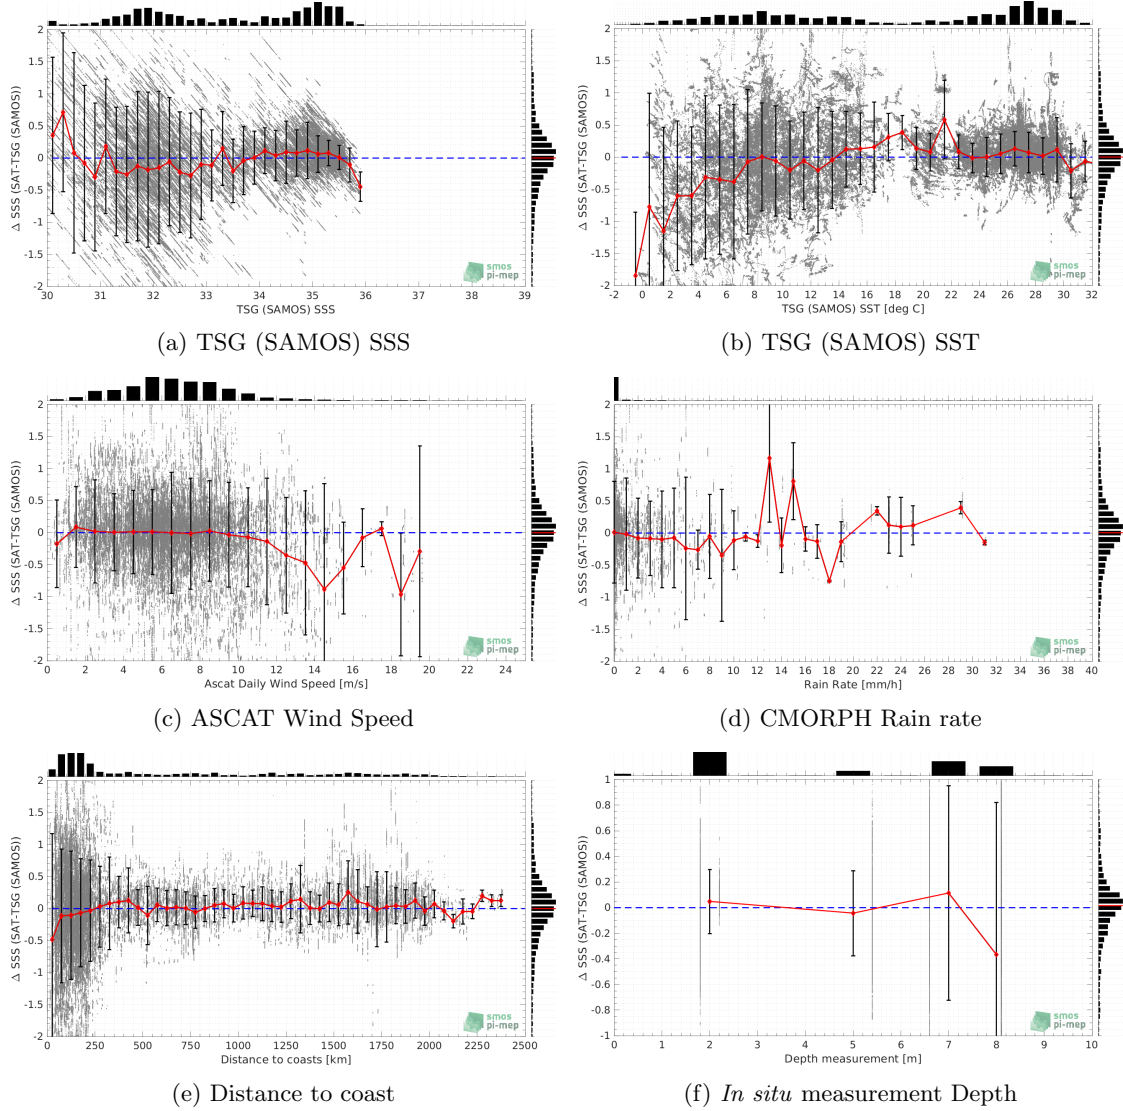 2
1.5
1
0.5
0
-0.5
-1
-1.5
-2
Δ SSS (SAT-TSG (SAMOS))
30 31 32 33 34 35 36 37 38 39
TSG (SAMOS) SSS
smos
pi-mep
(a) TSG (SAMOS) SSS
2
1.5
1
0.5
0
-0.5
-1
-1.5
-2
Δ SSS (SAT-TSG (SAMOS))
-2 0 2 4 6 8 10 12 14 16 18 20 22 24 26 28 30 32
TSG (SAMOS) SST [deg C]
smos
pi-mep
(b) TSG (SAMOS) SST
2
1.5
1
0.5
0
-0.5
-1
-1.5
-2
Δ SSS (SAT-TSG (SAMOS))
0 2 4 6 8 10 12 14 16 18 20 22 24
Ascat Daily Wind Speed [m/s]
smos
pi-mep
(c) ASCAT Wind Speed
2
1.5
1
0.5
0
-0.5
-1
-1.5
-2
Δ SSS (SAT-TSG (SAMOS))
0 2 4 6 8 10 12 14 16 18 20 22 24 26 28 30 32 34 36 38 40
Rain Rate [mm/h]
smos
pi-mep
(d) CMORPH Rain rate
2
1.5
1
0.5
0
-0.5
-1
-1.5
-2
Δ SSS (SAT-TSG (SAMOS))
0 250 500 750 1000 1250 1500 1750 2000 2250 2500
Distance to coasts [km]
smos
pi-mep
(e) Distance to coast
1
0.8
0.6
0.4
0.2
0
-0.2
-0.4
-0.6
-0.8
-1
Δ SSS (SAT-TSG (SAMOS))
0 1 2 3 4 5 6 7 8 9 10
Depth measurement [m]
smos
pi-mep
(f) In situ measurement Depth